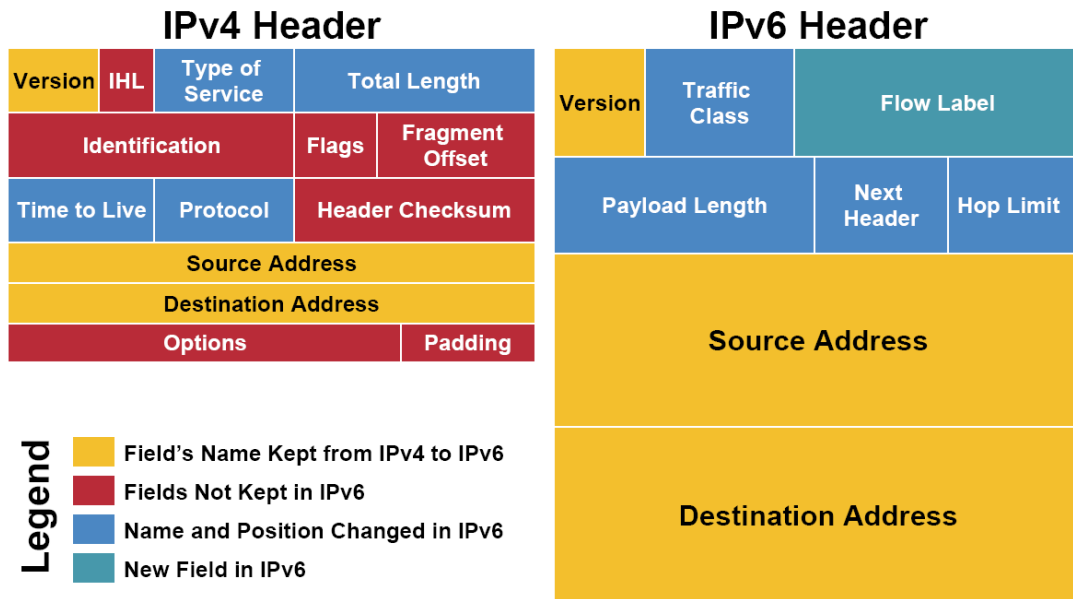 IPv4 Header
Version IHL Type of Service Total Length
Identification Flags Fragment Offset
Time to Live Protocol Header Checksum
Source Address
Destination Address
Options Padding
IPv6 Header
Version Traffic Class Flow Label
Payload Length Next Header Hop Limit
Source Address
Destination Address
Legend
Field’s Name Kept from IPv4 to IPv6
Fields Not Kept in IPv6
Name and Position Changed in IPv6
New Field in IPv6